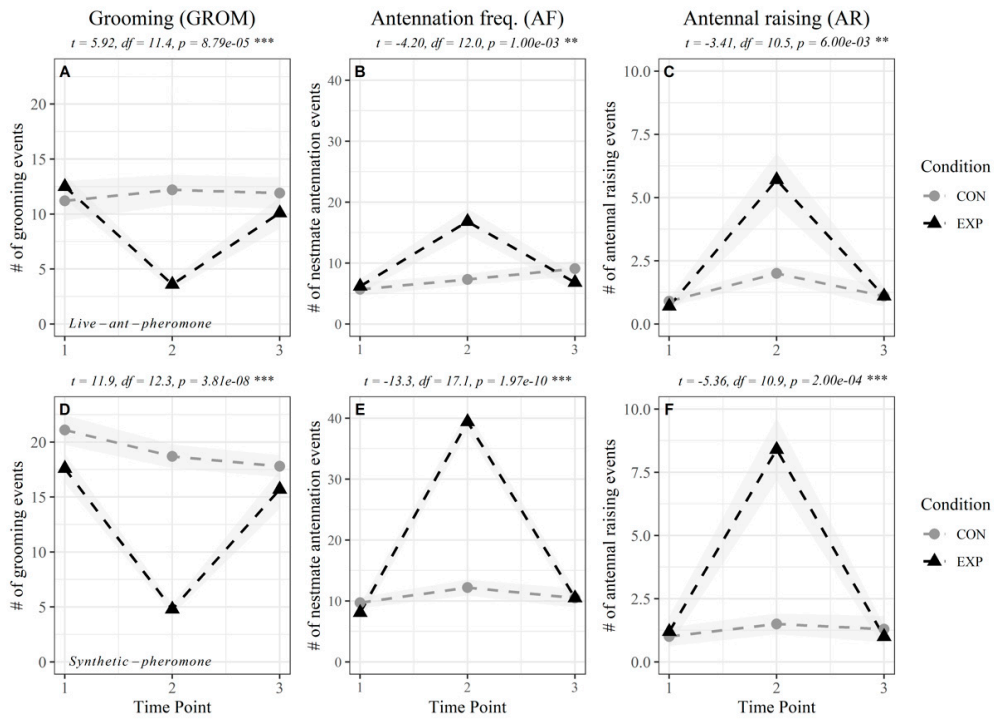 Grooming (GROM)
Antennation freq. (AF)
Antennal raising (AR)
t = 5.92, df = 11.4, p = 8.79e-05 ***
t = -4.20, df = 12.0, p = 1.00e-03 **
t = -3.41, df = 10.5, p = 6.00e-03 **
A
# of grooming events
20
15
10
5
0
Live-ant-pheromone
1 2 3
B
# of nestmate antennation events
40
30
20
10
0
1 2 3
C
# of antennal raising events
10.0
7.5
5.0
2.5
0.0
1 2 3
Condition
CON
EXP
t = 11.9, df = 12.3, p = 3.81e-08 ***
t = -13.3, df = 17.1, p = 1.97e-10 ***
t = -5.36, df = 10.9, p = 2.00e-04 ***
D
# of grooming events
20
15
10
5
0
Synthetic-pheromone
1 2 3
Time Point
E
# of nestmate antennation events
40
30
20
10
0
1 2 3
Time Point
F
# of antennal raising events
10.0
7.5
5.0
2.5
0.0
1 2 3
Time Point
Condition
CON
EXP